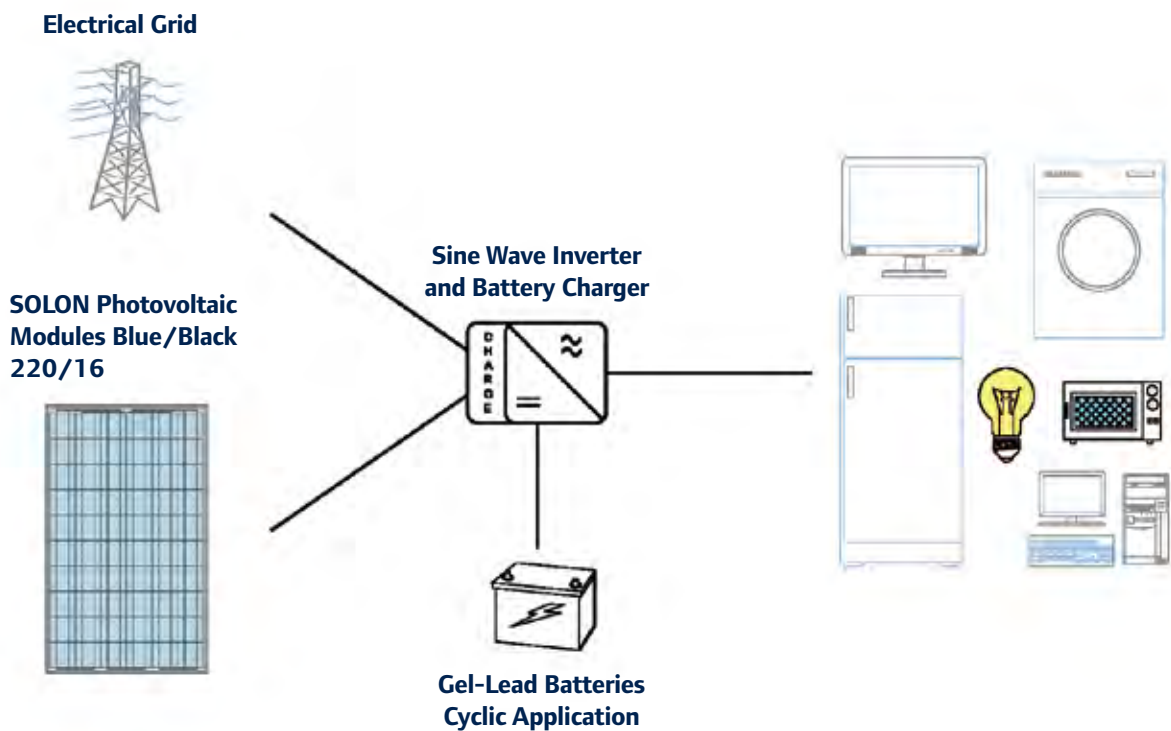 Electrical Grid
SOLON Photovoltaic
Modules Blue/Black
220/16
Sine Wave Inverter
and Battery Charger
CHARGE
Gel-Lead Batteries
Cyclic Application